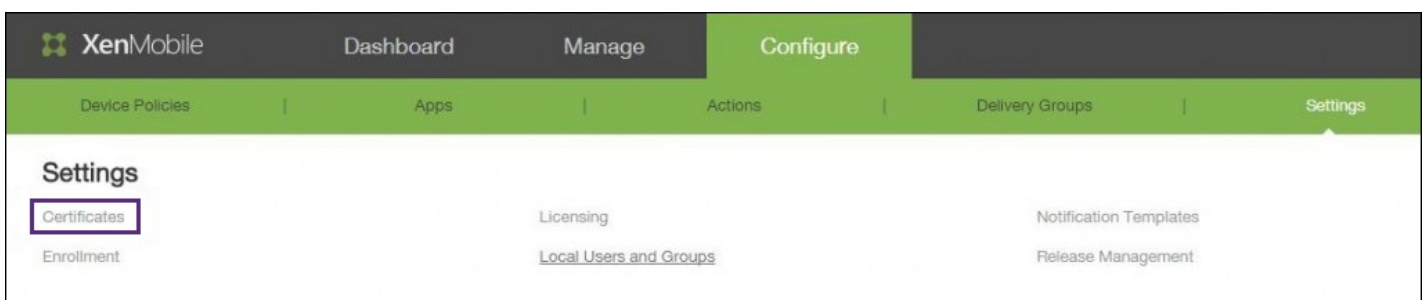 XenMobile Dashboard Manage Configure
Device Policies | Apps | Actions | Delivery Groups | Settings
Settings
Certificates Licensing Notification Templates
Enrollment Local Users and Groups Release Management